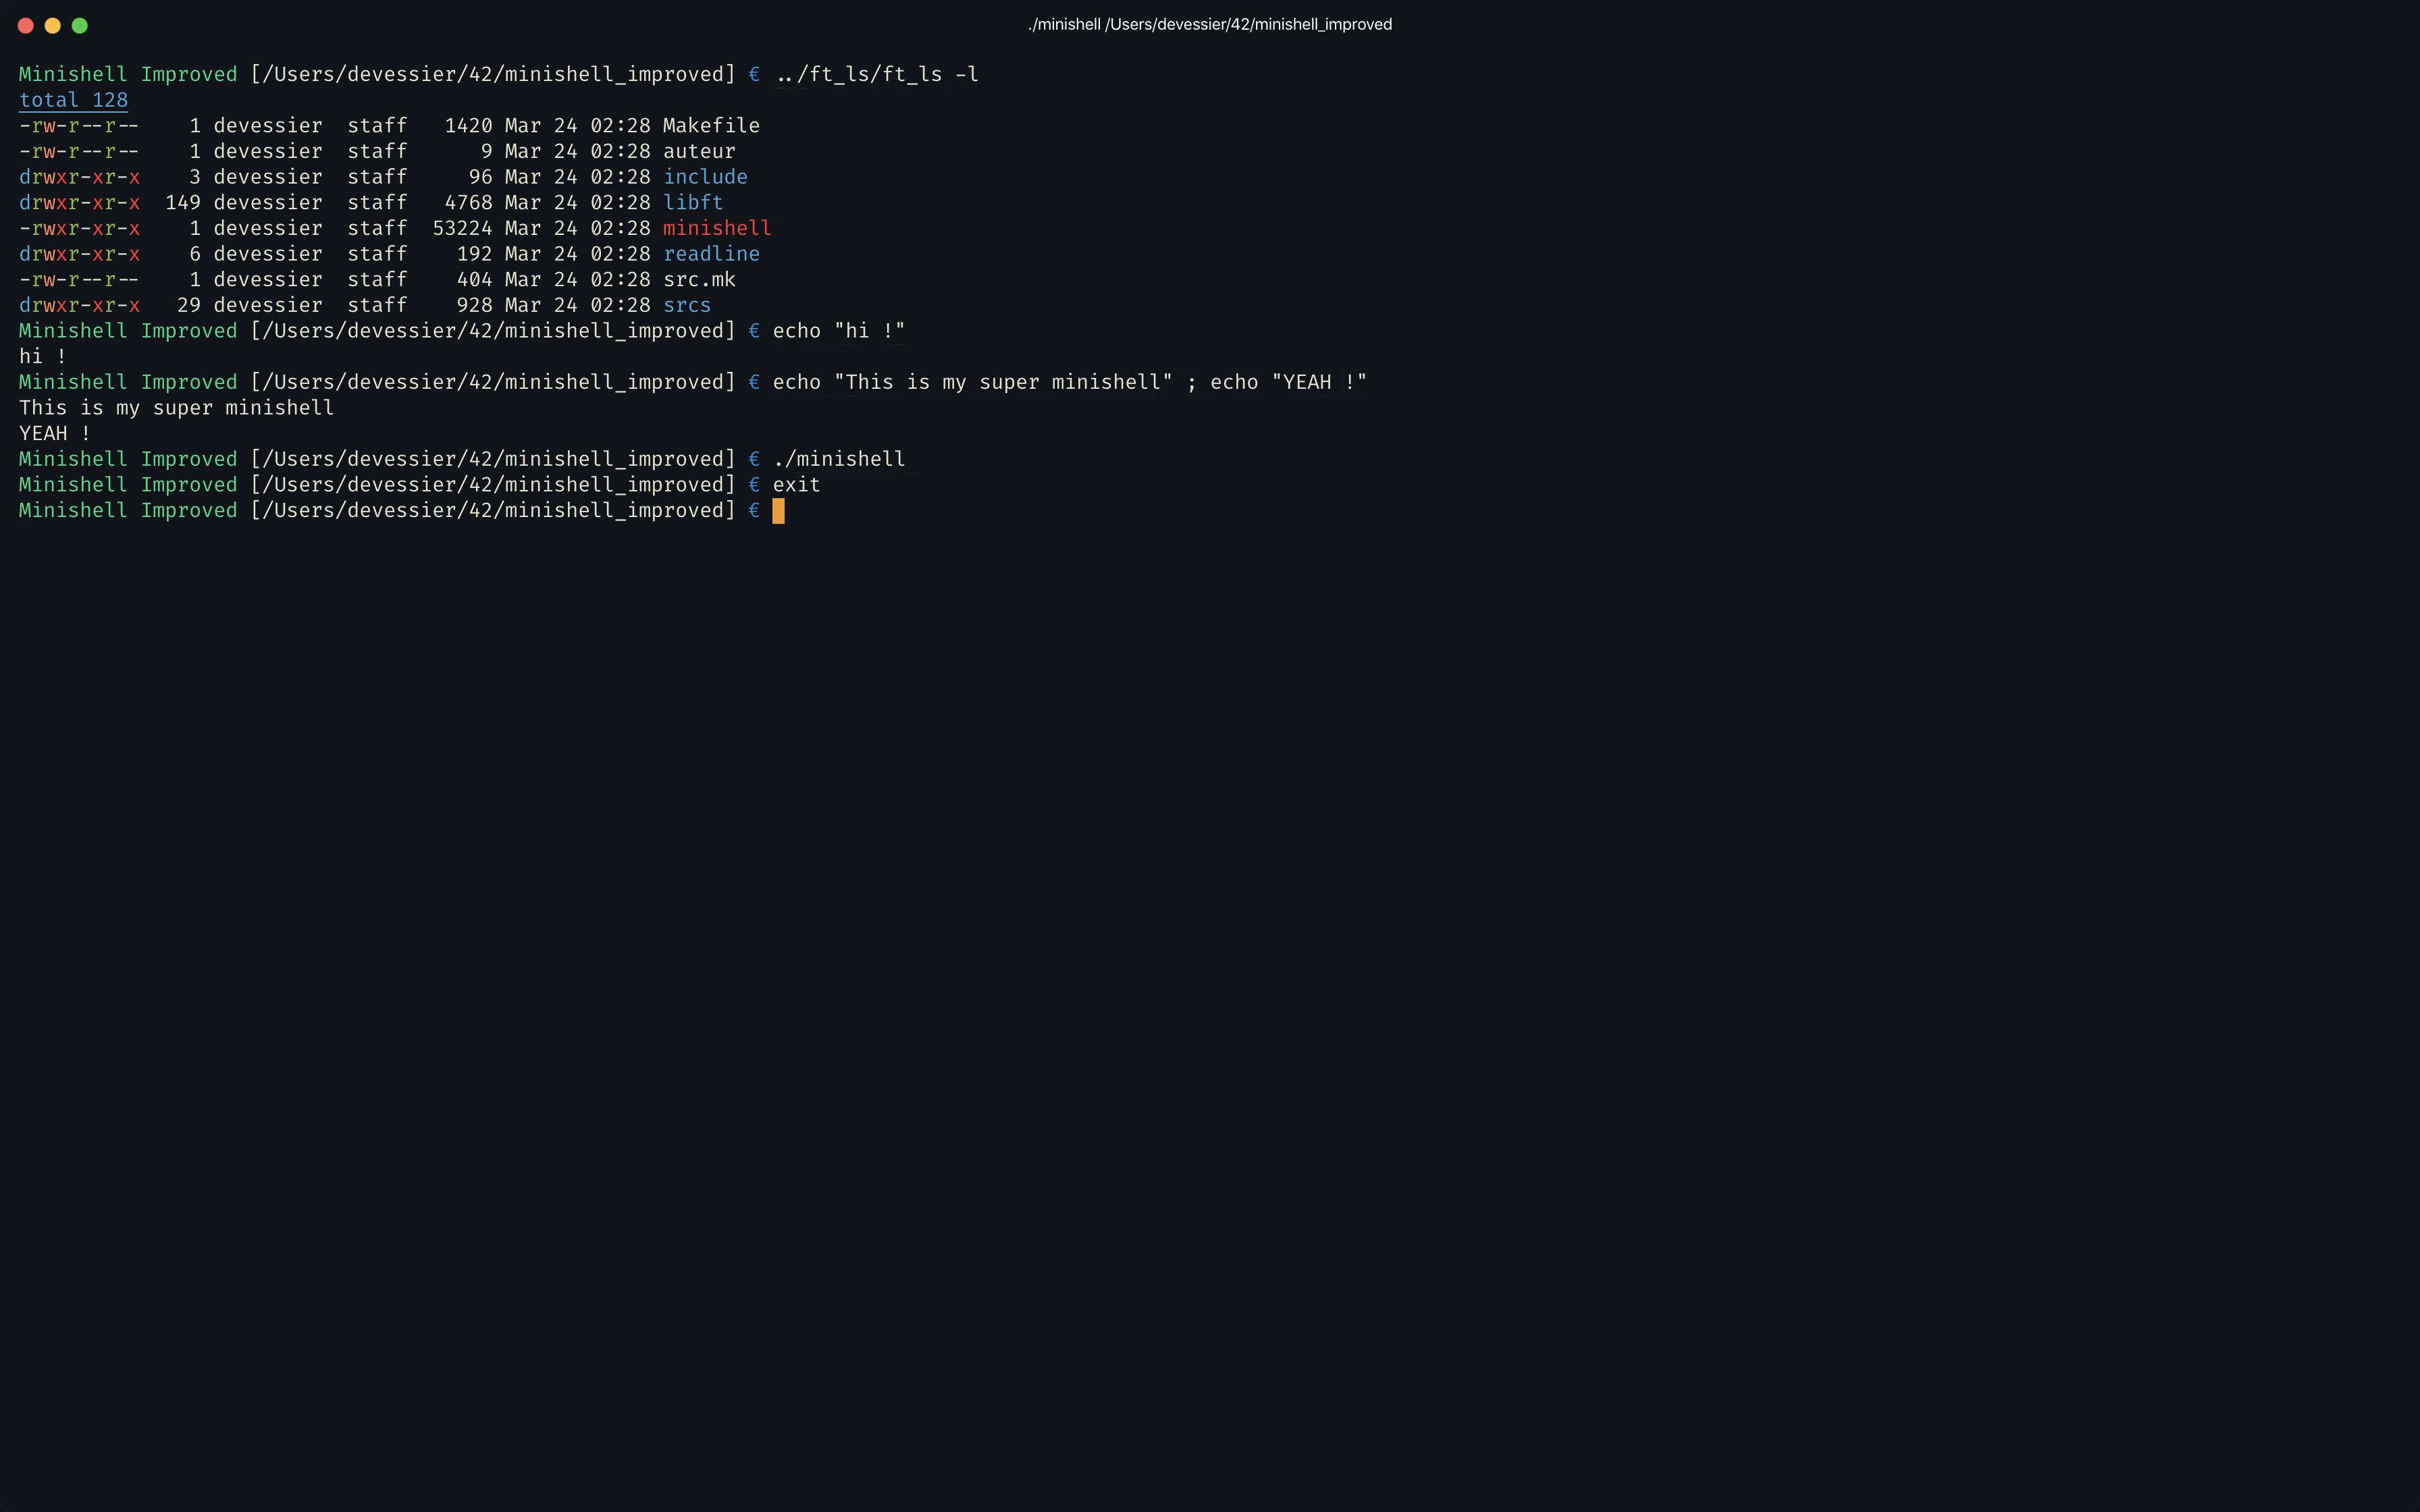 ./minishell /Users/devessier/42/minishell_improved
Minishell Improved [/Users/devessier/42/minishell_improved] € ../ft_ls/ft_ls -l
total 128
-rw-r--r--    1 devessier  staff   1420 Mar 24 02:28 Makefile
-rw-r--r--    1 devessier  staff      9 Mar 24 02:28 auteur
drwxr-xr-x    3 devessier  staff     96 Mar 24 02:28 include
drwxr-xr-x  149 devessier  staff   4768 Mar 24 02:28 libft
-rwxr-xr-x    1 devessier  staff  53224 Mar 24 02:28 minishell
drwxr-xr-x    6 devessier  staff    192 Mar 24 02:28 readline
-rw-r--r--    1 devessier  staff    404 Mar 24 02:28 src.mk
drwxr-xr-x   29 devessier  staff    928 Mar 24 02:28 srcs
Minishell Improved [/Users/devessier/42/minishell_improved] € echo "hi !"
hi !
Minishell Improved [/Users/devessier/42/minishell_improved] € echo "This is my super minishell" ; echo "YEAH !"
This is my super minishell
YEAH !
Minishell Improved [/Users/devessier/42/minishell_improved] € ./minishell
Minishell Improved [/Users/devessier/42/minishell_improved] € exit
Minishell Improved [/Users/devessier/42/minishell_improved] €